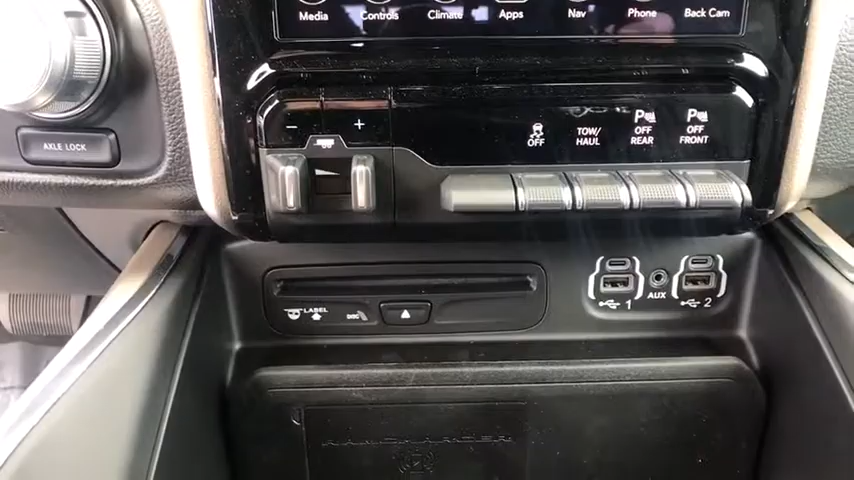 Media Controls Climate Apps Nav Phone Back Cam
− +
OFF
TOW/ HAUL
P OFF REAR
P OFF FRONT
AXLE LOCK
LABEL DISC
1 AUX 2